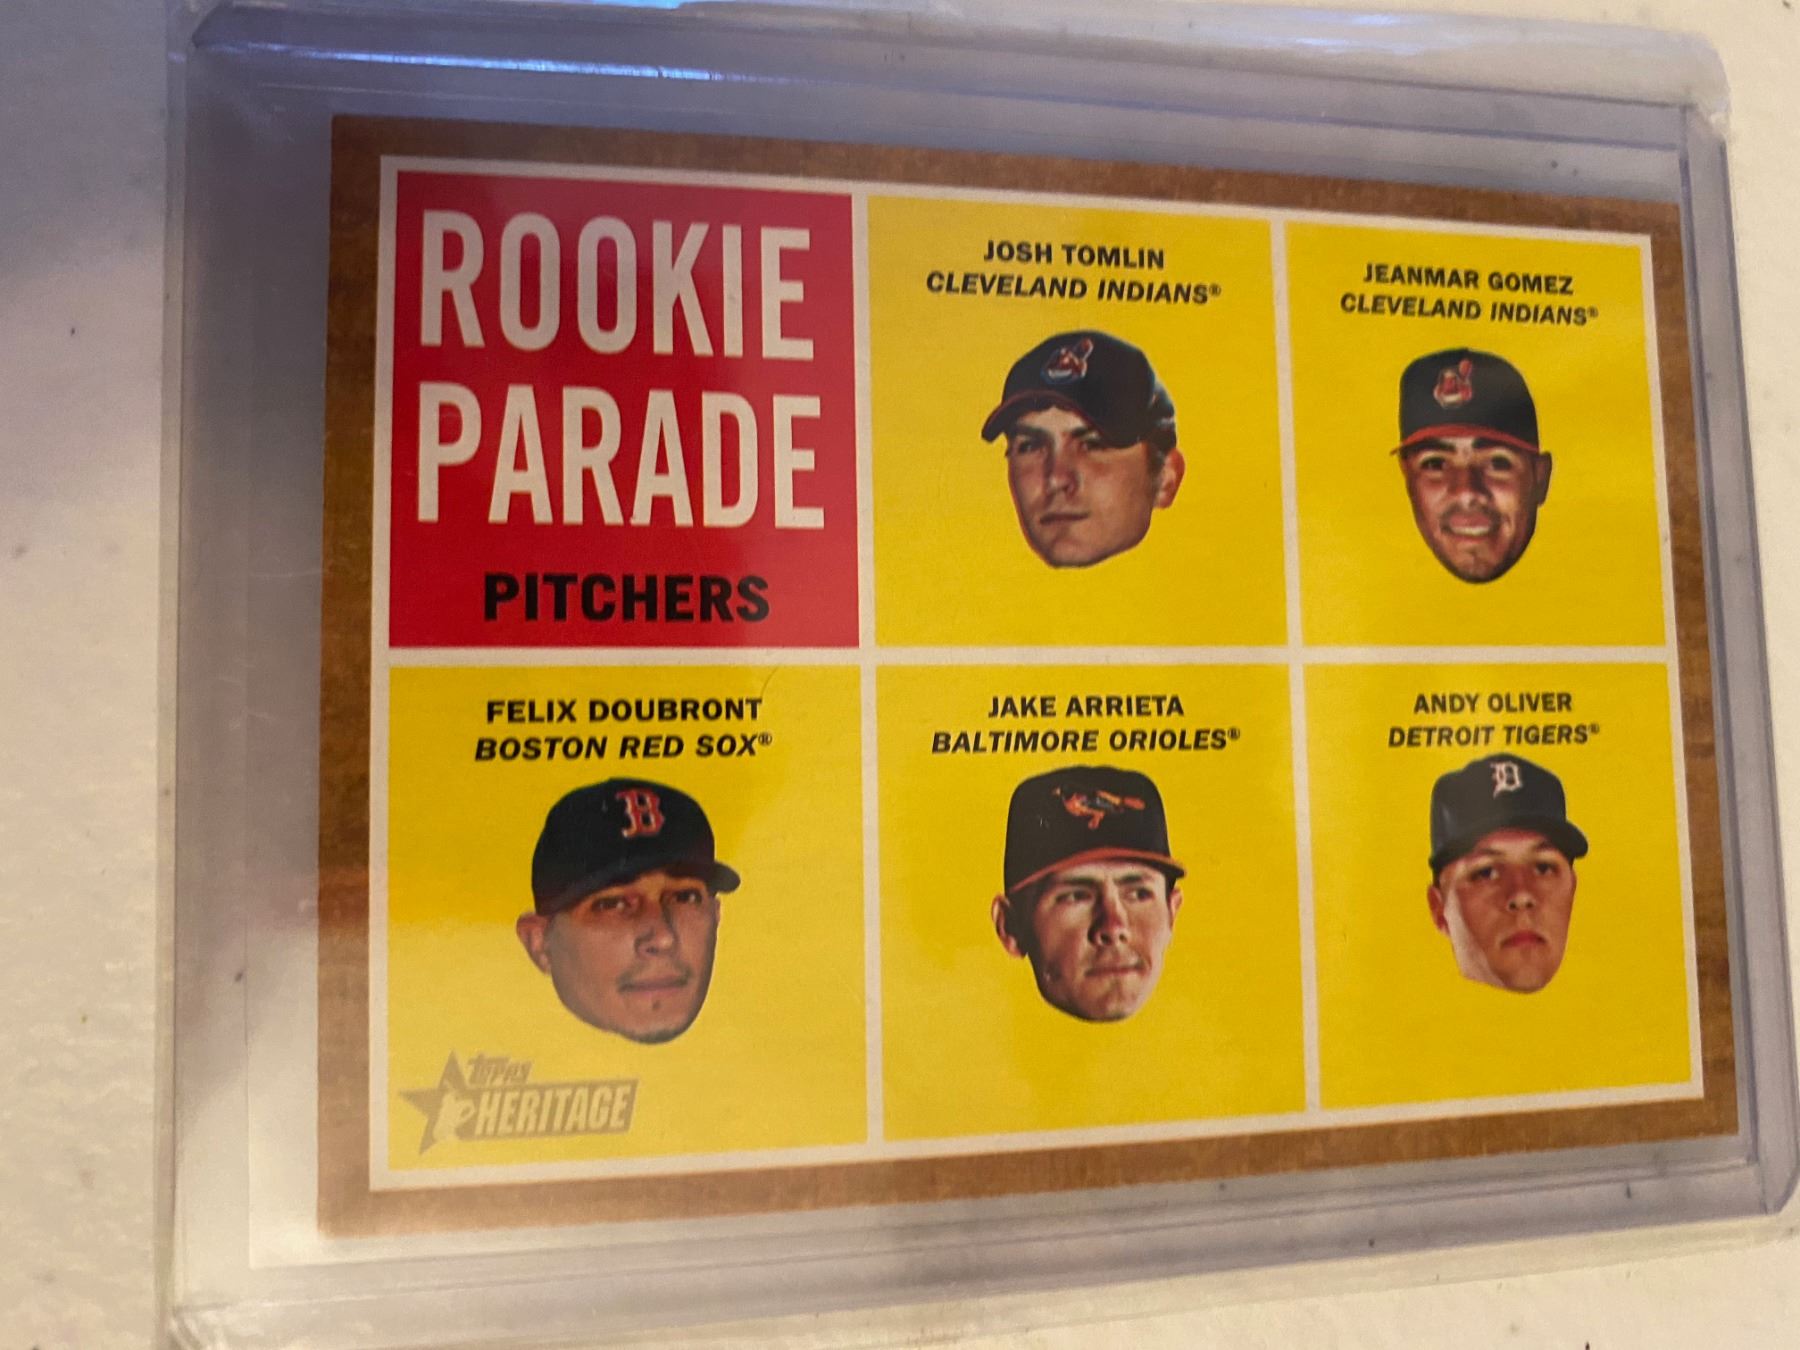 ROOKIE
PARADE
PITCHERS
JOSH TOMLIN
CLEVELAND INDIANS®
JEANMAR GOMEZ
CLEVELAND INDIANS®
FELIX DOUBRONT
BOSTON RED SOX®
B
TOPPS
HERITAGE
JAKE ARRIETA
BALTIMORE ORIOLES®
ANDY OLIVER
DETROIT TIGERS®
D